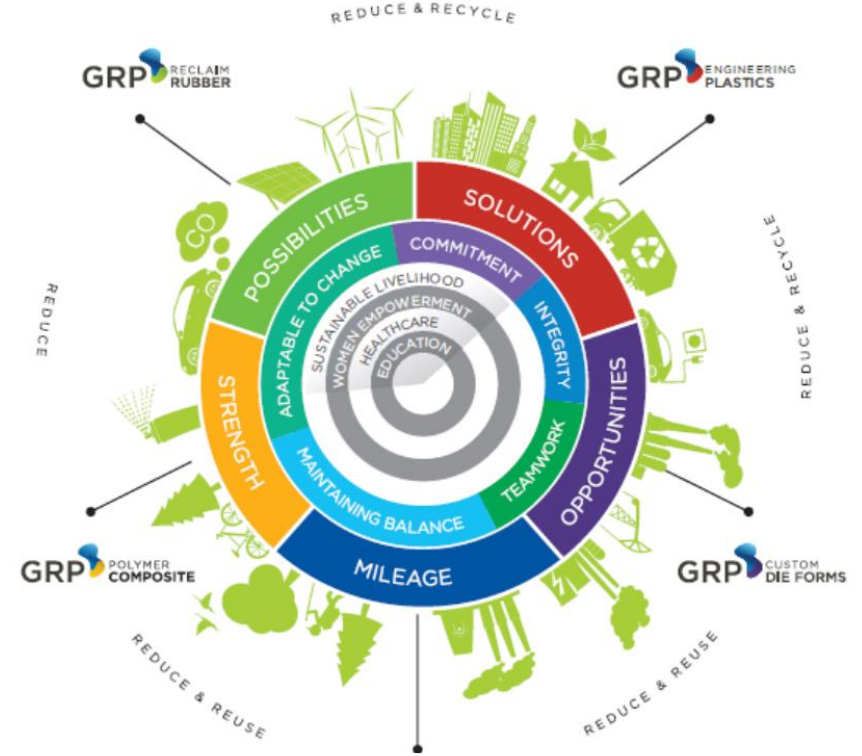 REDUCE & RECYCLE
GRP RECLAIM RUBBER
GRP ENGINEERING PLASTICS
REDUCE
REDUCE & RECYCLE
CO
POSSIBILITIES
SOLUTIONS
STRENGTH
OPPORTUNITIES
MILEAGE
ADAPTABLE TO CHANGE
COMMITMENT
INTEGRITY
TEAMWORK
MAINTAINING BALANCE
SUSTAINABLE LIVELIHOOD
WOMEN EMPOWERMENT
HEALTHCARE
EDUCATION
GRP POLYMER COMPOSITE
GRP CUSTOM DIE FORMS
REDUCE & REUSE
REDUCE & REUSE